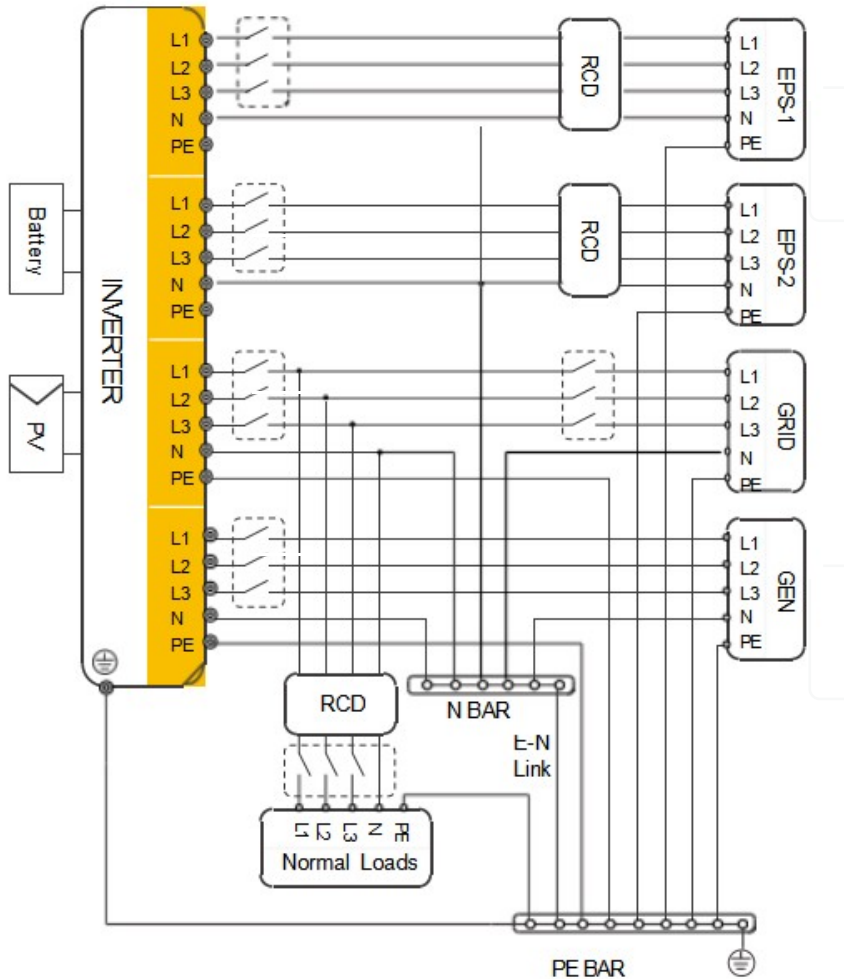 L1
L2
L3
N
PE
RCD
L1
L2
L3
N
PE
EPS-1
Battery
L1
L2
L3
N
PE
RCD
L1
L2
L3
N
PE
EPS-2
INVERTER
PV
L1
L2
L3
N
PE
L1
L2
L3
N
PE
GRID
L1
L2
L3
N
PE
L1
L2
L3
N
PE
GEN
RCD
N BAR
E-N
Link
L1
L2
L3
N
PE
Normal Loads
PE BAR